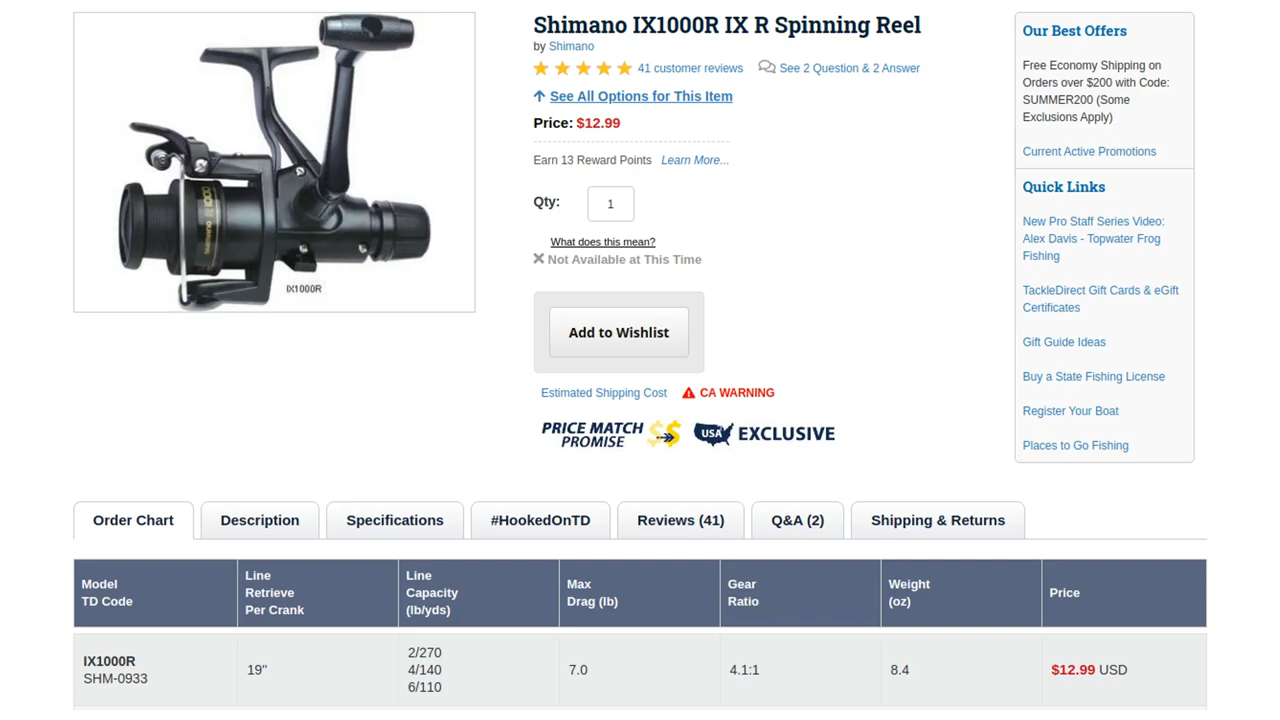 IX1000R
Shimano IX1000R IX R Spinning Reel
by Shimano
41 customer reviews See 2 Question & 2 Answer
See All Options for This Item
Price: $12.99
Earn 13 Reward Points Learn More...
Qty: 1
What does this mean?
Not Available at This Time
Add to Wishlist
Estimated Shipping Cost CA WARNING
PRICE MATCH
PROMISE
USA EXCLUSIVE
Our Best Offers
Free Economy Shipping on
Orders over $200 with Code:
SUMMER200 (Some
Exclusions Apply)
Current Active Promotions
Quick Links
New Pro Staff Series Video:
Alex Davis - Topwater Frog
Fishing
TackleDirect Gift Cards & eGift
Certificates
Gift Guide Ideas
Buy a State Fishing License
Register Your Boat
Places to Go Fishing
Order Chart Description Specifications #HookedOnTD Reviews (41) Q&A (2) Shipping & Returns
Model
TD Code
Line
Retrieve
Per Crank
Line
Capacity
(lb/yds)
Max
Drag (lb)
Gear
Ratio
Weight
(oz)
Price
IX1000R
SHM-0933
19"
2/270
4/140
6/110
7.0
4.1:1
8.4
$12.99 USD